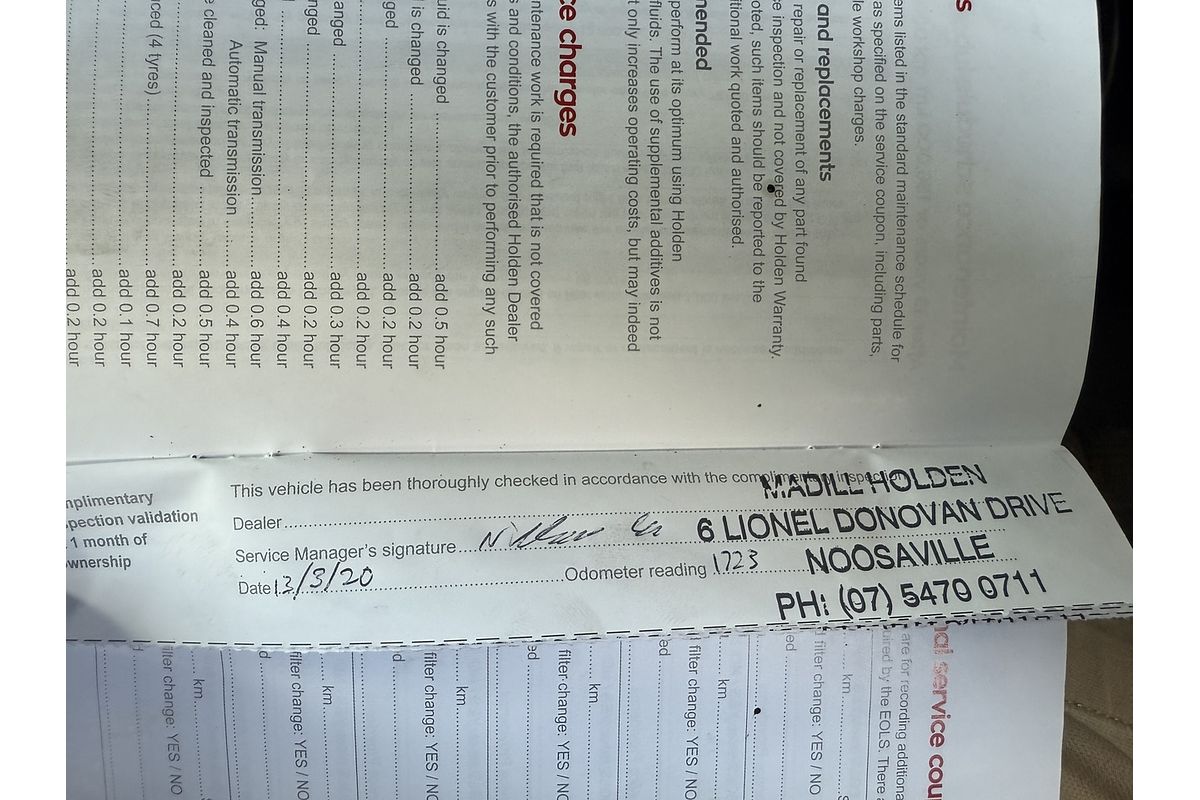 s
ems listed in the standard maintenance schedule for
as specified on the service coupon, including parts,
le workshop charges.
and replacements
repair or replacement of any part found
e inspection and not covered by Holden Warranty.
oted, such items should be reported to the
itional work quoted and authorised.
mended
perform at its optimum using Holden
fluids. The use of supplemental additives is not
t only increases operating costs, but may indeed
ce charges
ntenance work is required that is not covered
s and conditions, the authorised Holden Dealer
s with the customer prior to performing any such
uid is changed add 0.5 hour
l is changed add 0.2 hour
ged add 0.2 hour
add 0.2 hour
anged add 0.3 hour
nged add 0.2 hour
add 0.4 hour
ged: Manual transmission add 0.6 hour
Automatic transmission add 0.4 hour
e cleaned and inspected add 0.5 hour
add 0.2 hour
nced (4 tyres) add 0.7 hour
add 0.1 hour
add 0.2 hour
add 0.2 hour
mplimentary
pection validation
1 month of
wnership
This vehicle has been thoroughly checked in accordance with the complimentary inspection
Dealer
Service Manager's signature
Date 13/3/20 Odometer reading 1723
MADILL HOLDEN
6 LIONEL DONOVAN DRIVE
NOOSAVILLE
PH: (07) 5470 0711
nal service cou
are for recording additiona
uired by the EOLS. There a
km
filter change: YES / NO
ed
km
filter change: YES / NO
ed
km
filter change: YES / NO
ed
km
filter change: YES / NO
d
km
filter change: YES / NO
d
km
filter change: YES / NO
d